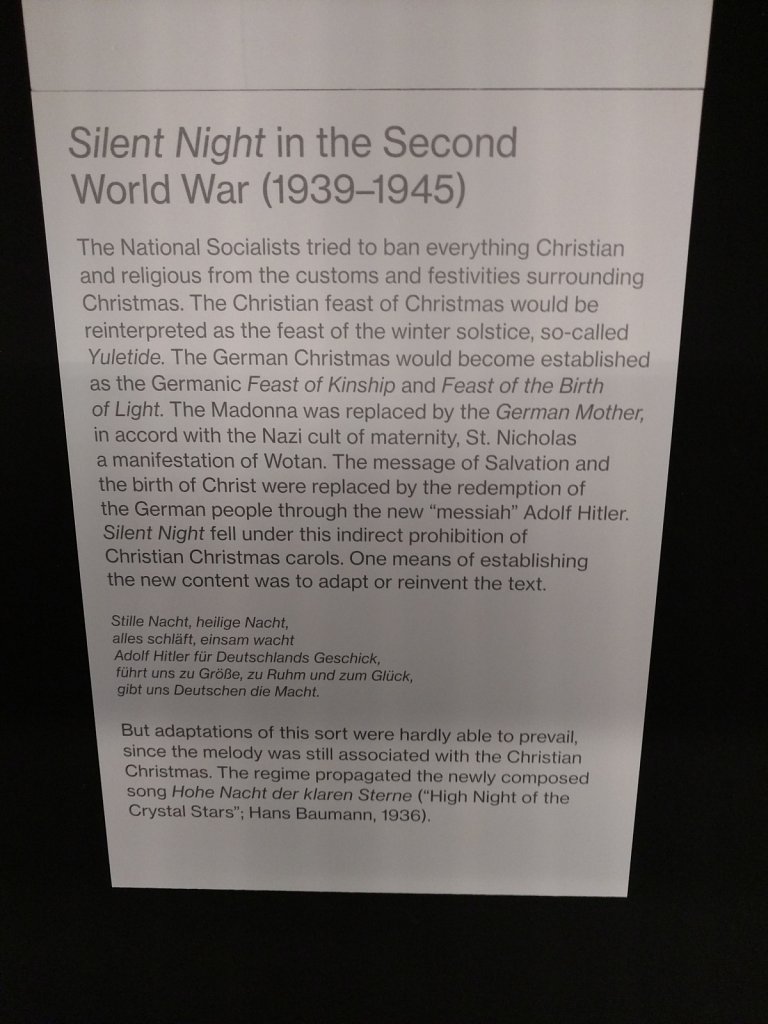 Silent Night in the Second
World War (1939–1945)
The National Socialists tried to ban everything Christian
and religious from the customs and festivities surrounding
Christmas. The Christian feast of Christmas would be
reinterpreted as the feast of the winter solstice, so-called
Yuletide. The German Christmas would become established
as the Germanic Feast of Kinship and Feast of the Birth
of Light. The Madonna was replaced by the German Mother,
in accord with the Nazi cult of maternity, St. Nicholas
a manifestation of Wotan. The message of Salvation and
the birth of Christ were replaced by the redemption of
the German people through the new “messiah” Adolf Hitler.
Silent Night fell under this indirect prohibition of
Christian Christmas carols. One means of establishing
the new content was to adapt or reinvent the text.
Stille Nacht, heilige Nacht,
alles schläft, einsam wacht
Adolf Hitler für Deutschlands Geschick,
führt uns zu Größe, zu Ruhm und zum Glück,
gibt uns Deutschen die Macht.
But adaptations of this sort were hardly able to prevail,
since the melody was still associated with the Christian
Christmas. The regime propagated the newly composed
song Hohe Nacht der klaren Sterne (“High Night of the
Crystal Stars”; Hans Baumann, 1936).